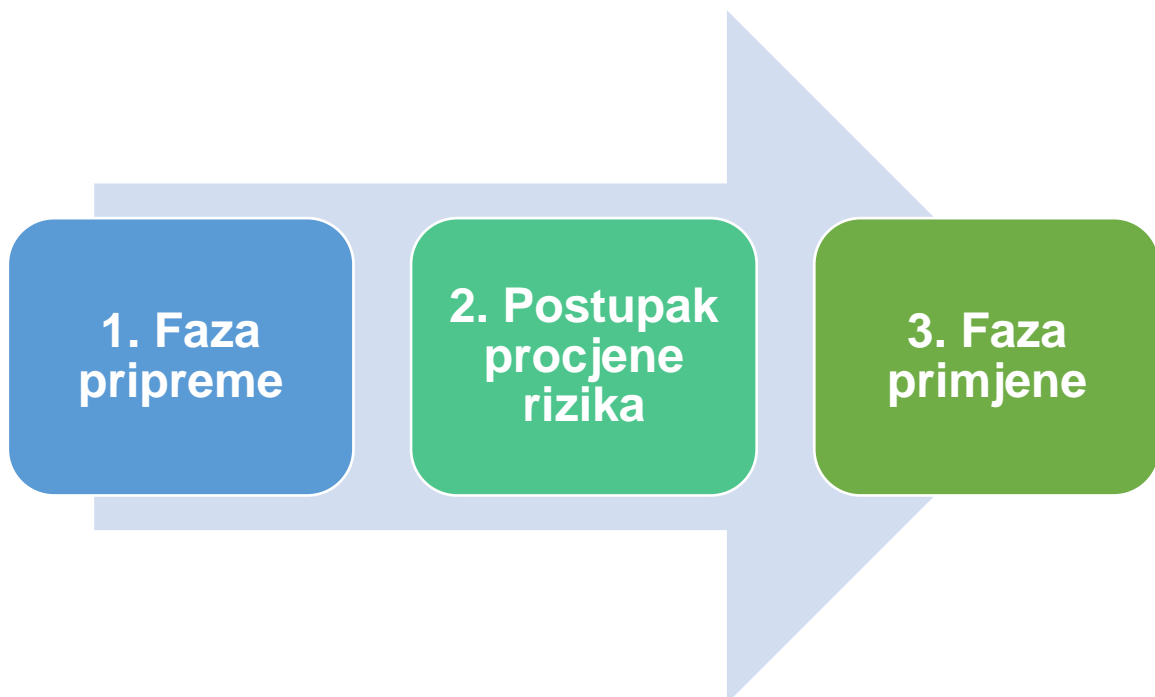 1. Faza
pripreme
2. Postupak
procjene
rizika
3. Faza
primjene